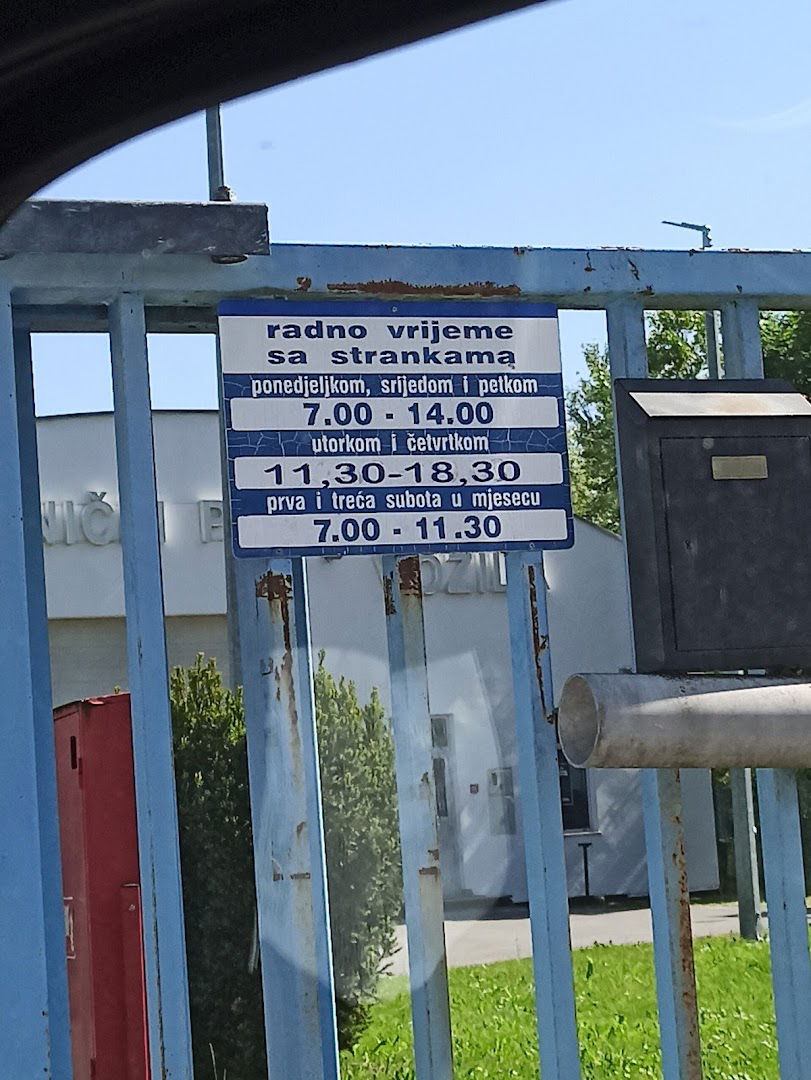 radno vrijeme
sa strankama
ponedjeljkom, srijedom i petkom
7.00 - 14.00
utorkom i četvrtkom
11,30-18,30
prva i treća subota u mjesecu
7.00 - 11.30